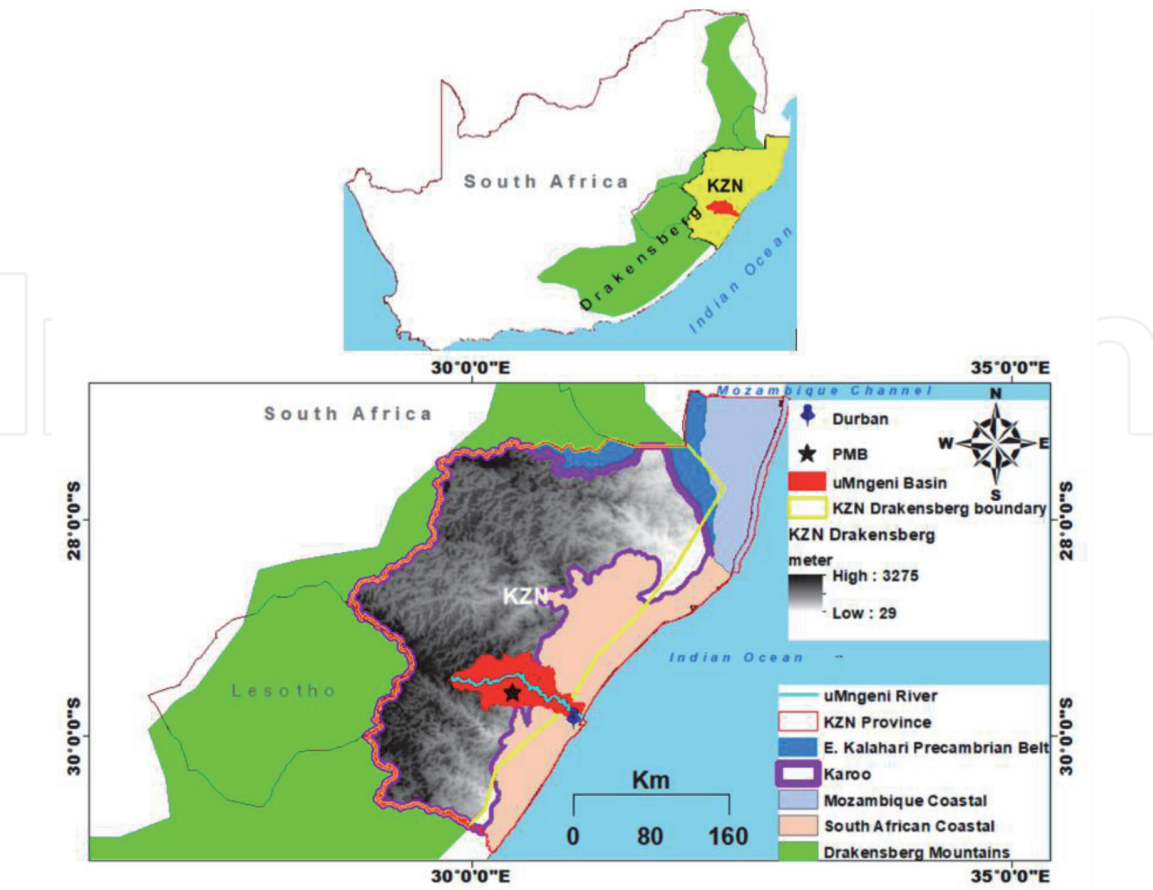 South Africa
KZN
Drakensberg
Indian Ocean
30°0'0"E
35°0'0"E
South Africa
Mozambique Channel
N
W
E
S
Durban
PMB
uMngeni Basin
KZN Drakensberg boundary
KZN Drakensberg
meter
High : 3275
Low : 29
28°0'0"S
28°0'0"S
KZN
Indian Ocean
Lesotho
30°0'0"S
30°0'0"S
uMngeni River
KZN Province
E. Kalahari Precambrian Belt
Karoo
Mozambique Coastal
South African Coastal
Drakensberg Mountains
Km
0 80 160
30°0'0"E
35°0'0"E